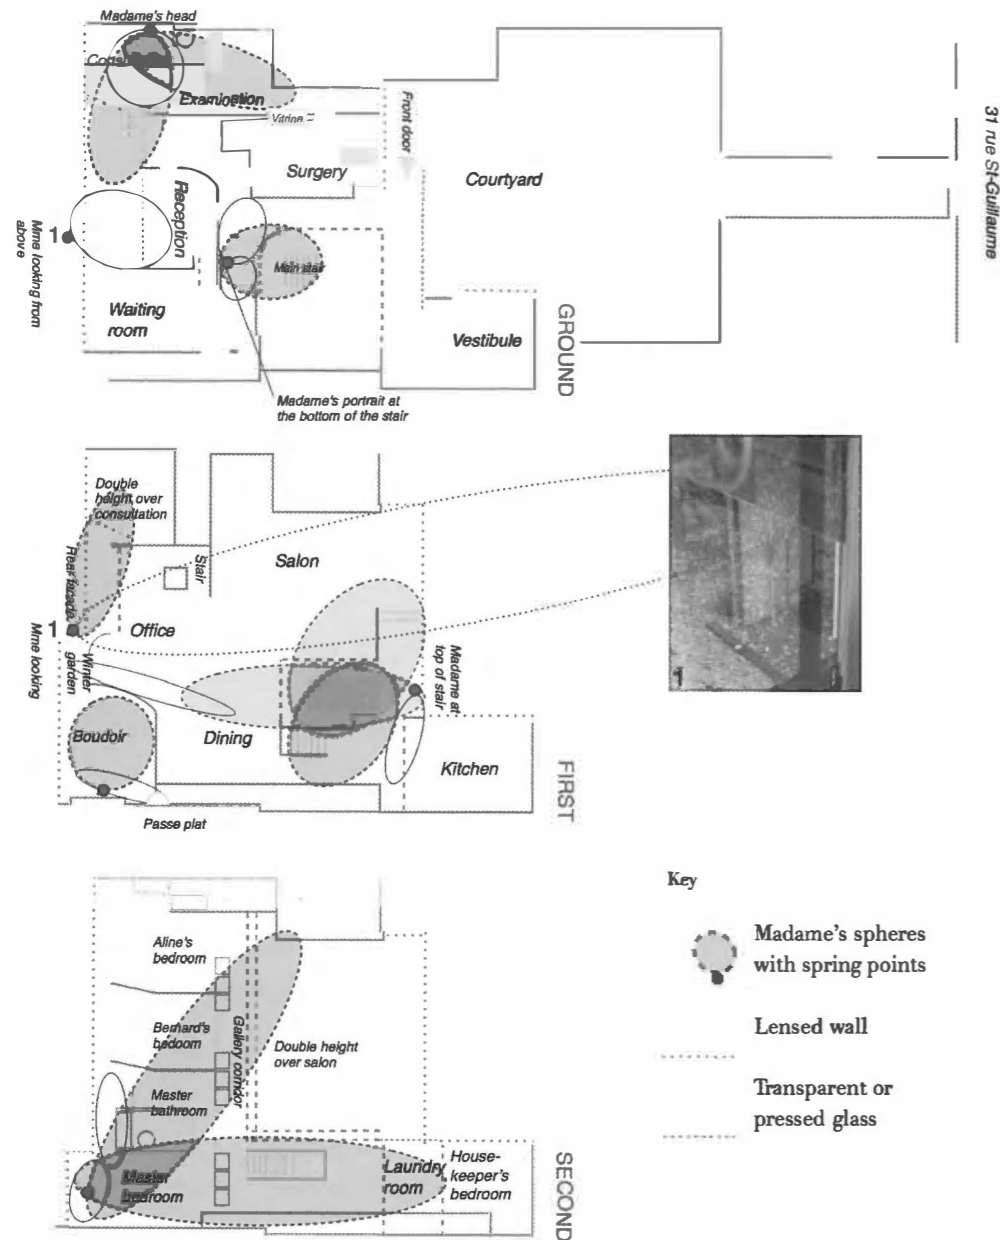 Madame's head
Examination
Vitrine
Front door
Surgery
Courtyard
31 rue St-Guillaume
Reception
1
Mme looking from
above
Main stair
Waiting
room
Vestibule
GROUND
Madame's portrait at
the bottom of the stair
Double
height over
consultation
Rear facade
Stair
Salon
1
Office
Mme looking
Winter
garden
Madame at
top of stair
Boudoir
Dining
Kitchen
FIRST
Passe plat
Aline's
bedroom
Bernard's
bedoom
Gallery corridor
Double height
over salon
Master
bathroom
Master
bedroom
Laundry
room
House-
keeper's
bedroom
SECOND
Key
Madame's spheres
with spring points
Lensed wall
Transparent or
pressed glass